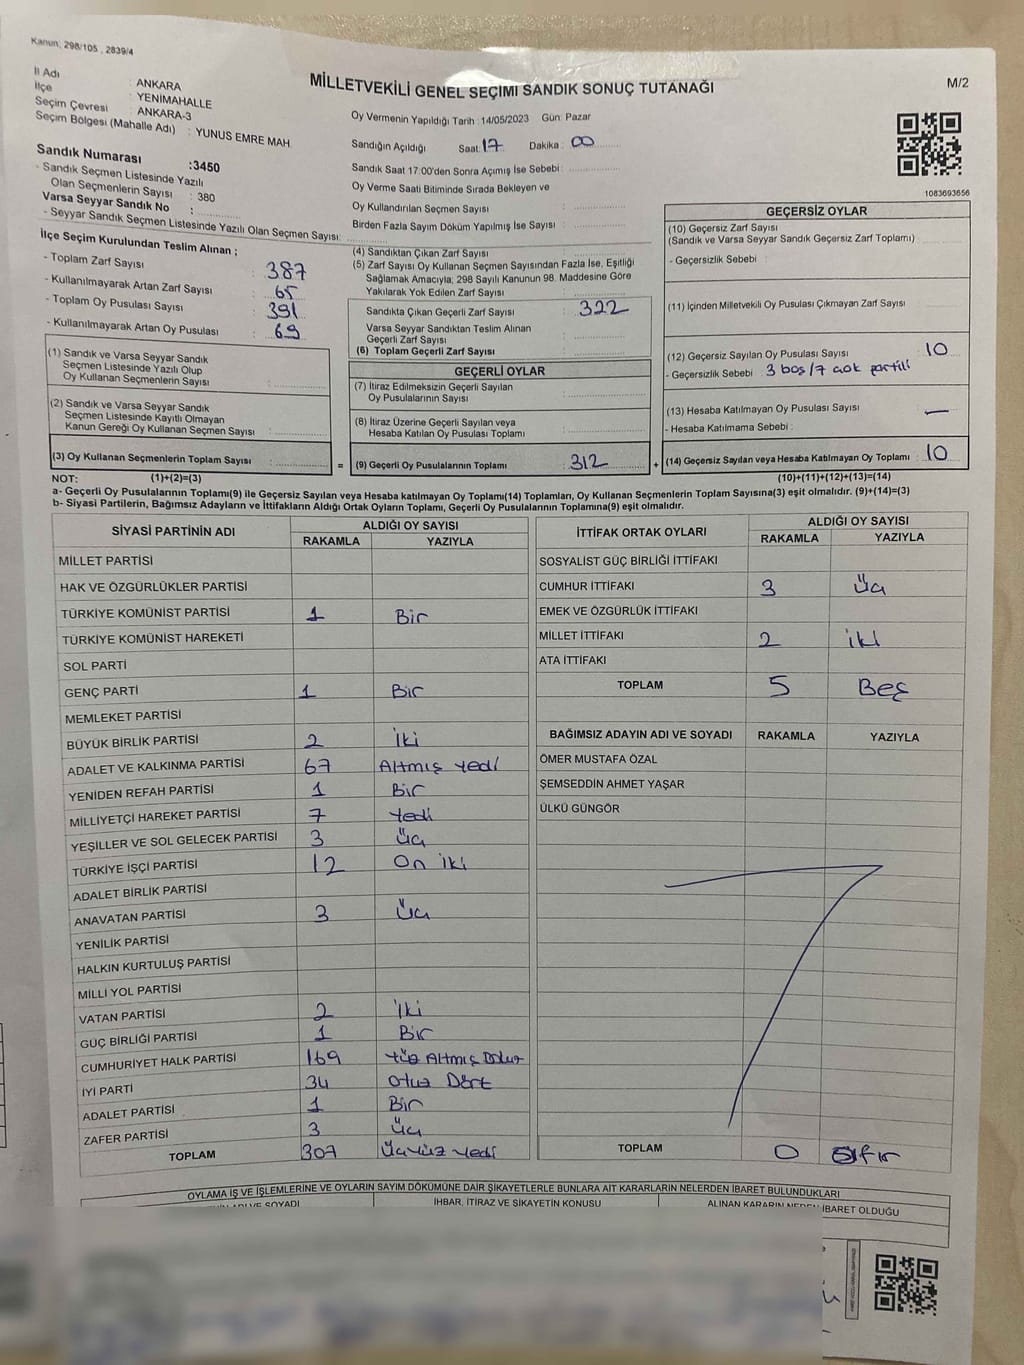 Kanun; 298/105 , 2839/4
İl Adı : ANKARA
İlçe : YENİMAHALLE
Seçim Çevresi : ANKARA-3
Seçim Bölgesi (Mahalle Adı) : YUNUS EMRE MAH.
MİLLETVEKİLİ GENEL SEÇİMİ SANDIK SONUÇ TUTANAĞI
M/2
Oy Vermenin Yapıldığı Tarih : 14/05/2023 Gün: Pazar
Sandığın Açıldığı Saat: 17 Dakika : 00
Sandık Saat 17:00'den Sonra Açımış İse Sebebi :
Oy Verme Saati Bitiminde Sırada Bekleyen ve
Oy Kullandırılan Seçmen Sayısı :
Birden Fazla Sayım Döküm Yapılmış İse Sayısı :
1083693656
Sandık Numarası :3450
- Sandık Seçmen Listesinde Yazılı
Olan Seçmenlerin Sayısı : 380
Varsa Seyyar Sandık No :
- Seyyar Sandık Seçmen Listesinde Yazılı Olan Seçmen Sayısı:
İlçe Seçim Kurulundan Teslim Alınan ;
- Toplam Zarf Sayısı : 387
- Kullanılmayarak Artan Zarf Sayısı : 65
- Toplam Oy Pusulası Sayısı : 391
- Kullanılmayarak Artan Oy Pusulası : 69
(1) Sandık ve Varsa Seyyar Sandık
Seçmen Listesinde Yazılı Olup
Oy Kullanan Seçmenlerin Sayısı :
(2) Sandık ve Varsa Seyyar Sandık
Seçmen Listesinde Kayıtlı Olmayan
Kanun Gereği Oy Kullanan Seçmen Sayısı :
(3) Oy Kullanan Seçmenlerin Toplam Sayısı :
(4) Sandıktan Çıkan Zarf Sayısı :
(5) Zarf Sayısı Oy Kullanan Seçmen Sayısından Fazla İse, Eşitliği
Sağlamak Amacıyla, 298 Sayılı Kanunun 98. Maddesine Göre
Yakılarak Yok Edilen Zarf Sayısı :
Sandıkta Çıkan Geçerli Zarf Sayısı : 322
Varsa Seyyar Sandıktan Teslim Alınan
Geçerli Zarf Sayısı :
(6) Toplam Geçerli Zarf Sayısı :
GEÇERLİ OYLAR
(7) İtiraz Edilmeksizin Geçerli Sayılan
Oy Pusulalarının Sayısı :
(8) İtiraz Üzerine Geçerli Sayılan veya
Hesaba Katılan Oy Pusulası Toplamı :
= (9) Geçerli Oy Pusulalarının Toplamı : 312
GEÇERSİZ OYLAR
(10) Geçersiz Zarf Sayısı
(Sandık ve Varsa Seyyar Sandık Geçersiz Zarf Toplamı) :
- Geçersizlik Sebebi :
(11) İçinden Milletvekili Oy Pusulası Çıkmayan Zarf Sayısı :
(12) Geçersiz Sayılan Oy Pusulası Sayısı : 10
- Geçersizlik Sebebi : 3 boş/7 çok partili
(13) Hesaba Katılmayan Oy Pusulası Sayısı : —
- Hesaba Katılmama Sebebi :
+ (14) Geçersiz Sayılan veya Hesaba Katılmayan Oy Toplamı : 10
NOT: (1)+(2)=(3)
(10)+(11)+(12)+(13)=(14)
a- Geçerli Oy Pusulalarının Toplamı(9) ile Geçersiz Sayılan veya Hesaba katılmayan Oy Toplamı(14) Toplamları, Oy Kullanan Seçmenlerin Toplam Sayısına(3) eşit olmalıdır. (9)+(14)=(3)
b- Siyasi Partilerin, Bağımsız Adayların ve İttifakların Aldığı Ortak Oyların Toplamı, Geçerli Oy Pusulalarının Toplamına(9) eşit olmalıdır.
SİYASİ PARTİNİN ADI ALDIĞI OY SAYISI
RAKAMLA YAZIYLA
MİLLET PARTİSİ
HAK VE ÖZGÜRLÜKLER PARTİSİ
TÜRKİYE KOMÜNİST PARTİSİ 1 Bir
TÜRKİYE KOMÜNİST HAREKETİ
SOL PARTİ
GENÇ PARTİ 1 Bir
MEMLEKET PARTİSİ
BÜYÜK BİRLİK PARTİSİ 2 İki
ADALET VE KALKINMA PARTİSİ 67 Altmış Yedi
YENİDEN REFAH PARTİSİ 1 Bir
MİLLİYETÇİ HAREKET PARTİSİ 7 Yedi
YEŞİLLER VE SOL GELECEK PARTİSİ 3 Üç
TÜRKİYE İŞÇİ PARTİSİ 12 On iki
ADALET BİRLİK PARTİSİ
ANAVATAN PARTİSİ 3 Üç
YENİLİK PARTİSİ
HALKIN KURTULUŞ PARTİSİ
MİLLİ YOL PARTİSİ
VATAN PARTİSİ 2 İki
GÜÇ BİRLİĞİ PARTİSİ 1 Bir
CUMHURİYET HALK PARTİSİ 169 Yüz Altmış Dokuz
İYİ PARTİ 34 Otuz Dört
ADALET PARTİSİ 1 Bir
ZAFER PARTİSİ 3 Üç
TOPLAM 307 Üçyüz Yedi
İTTİFAK ORTAK OYLARI ALDIĞI OY SAYISI
RAKAMLA YAZIYLA
SOSYALİST GÜÇ BİRLİĞİ İTTİFAKI
CUMHUR İTTİFAKI 3 Üç
EMEK VE ÖZGÜRLÜK İTTİFAKI
MİLLET İTTİFAKI 2 iki
ATA İTTİFAKI
TOPLAM 5 Beş
BAĞIMSIZ ADAYIN ADI VE SOYADI RAKAMLA YAZIYLA
ÖMER MUSTAFA ÖZAL
ŞEMSEDDİN AHMET YAŞAR
ÜLKÜ GÜNGÖR
TOPLAM 0 Sıfır
OYLAMA İŞ VE İŞLEMLERİNE VE OYLARIN SAYIM DÖKÜMÜNE DAİR ŞİKAYETLERLE BUNLARA AİT KARARLARIN NELERDEN İBARET BULUNDUKLARI
ADI VE SOYADI İHBAR, İTİRAZ VE ŞİKAYETİN KONUSU ALINAN KARARIN NEDEN İBARET OLDUĞU